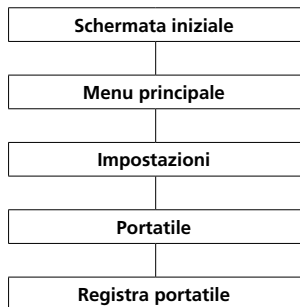 Schermata iniziale
Menu principale
Impostazioni
Portatile
Registra portatile